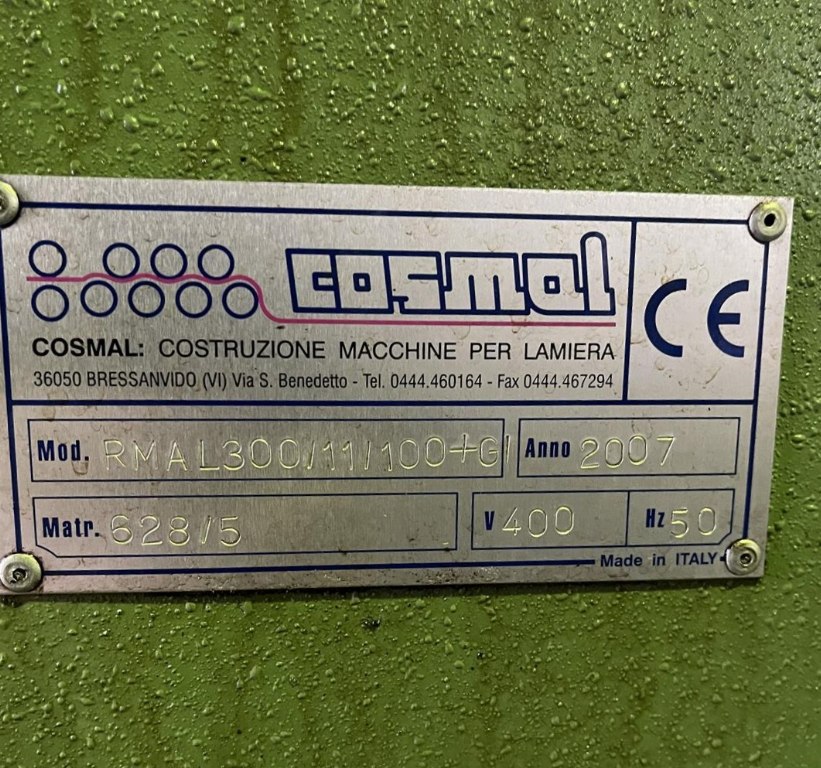 cosmal
CE
COSMAL: COSTRUZIONE MACCHINE PER LAMIERA
36050 BRESSANVIDO (VI) Via S. Benedetto - Tel. 0444.460164 - Fax 0444.467294
Mod. RMAL300/11/100+G/ Anno 2007
Matr. 628/5 V 400 Hz 50
Made in ITALY